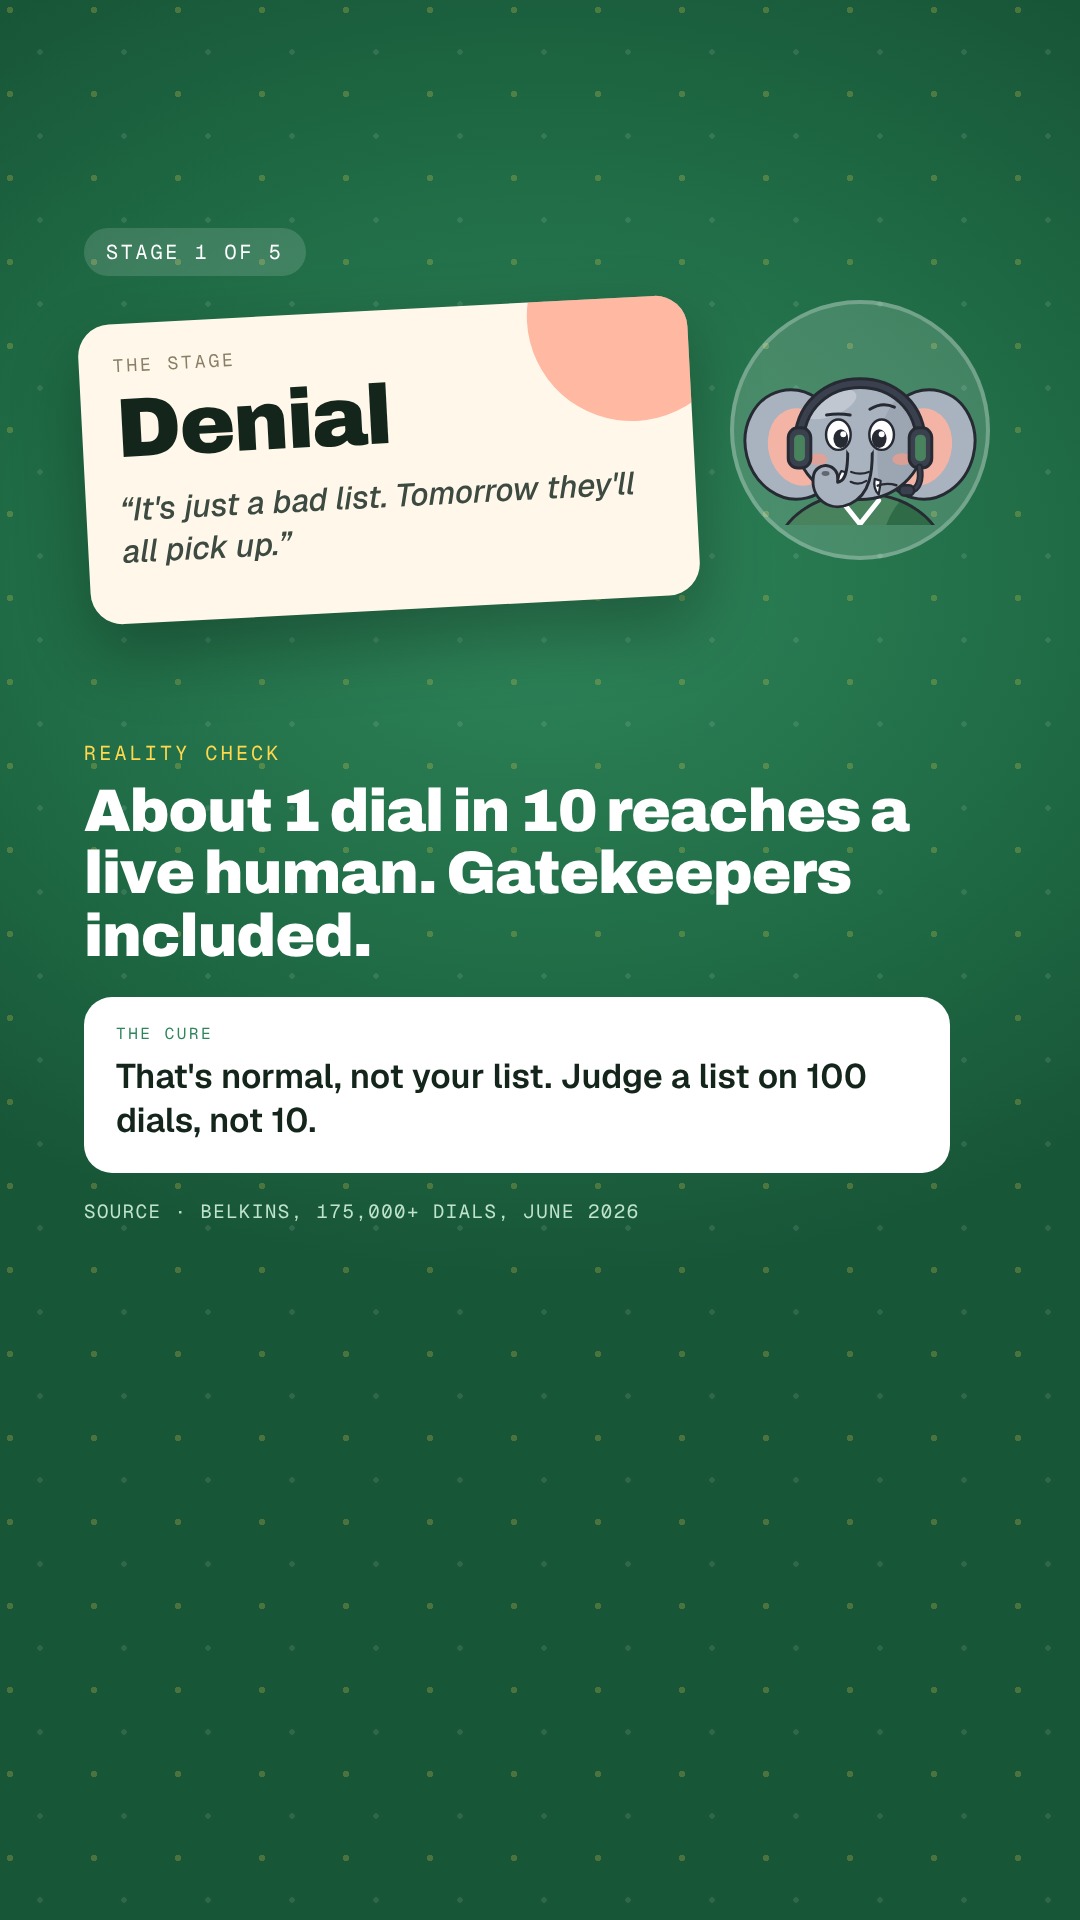 STAGE 1 OF 5
THE STAGE
Denial
“It's just a bad list. Tomorrow they'll
all pick up.”
REALITY CHECK
About 1 dial in 10 reaches a
live human. Gatekeepers
included.
THE CURE
That's normal, not your list. Judge a list on 100
dials, not 10.
SOURCE · BELKINS, 175,000+ DIALS, JUNE 2026